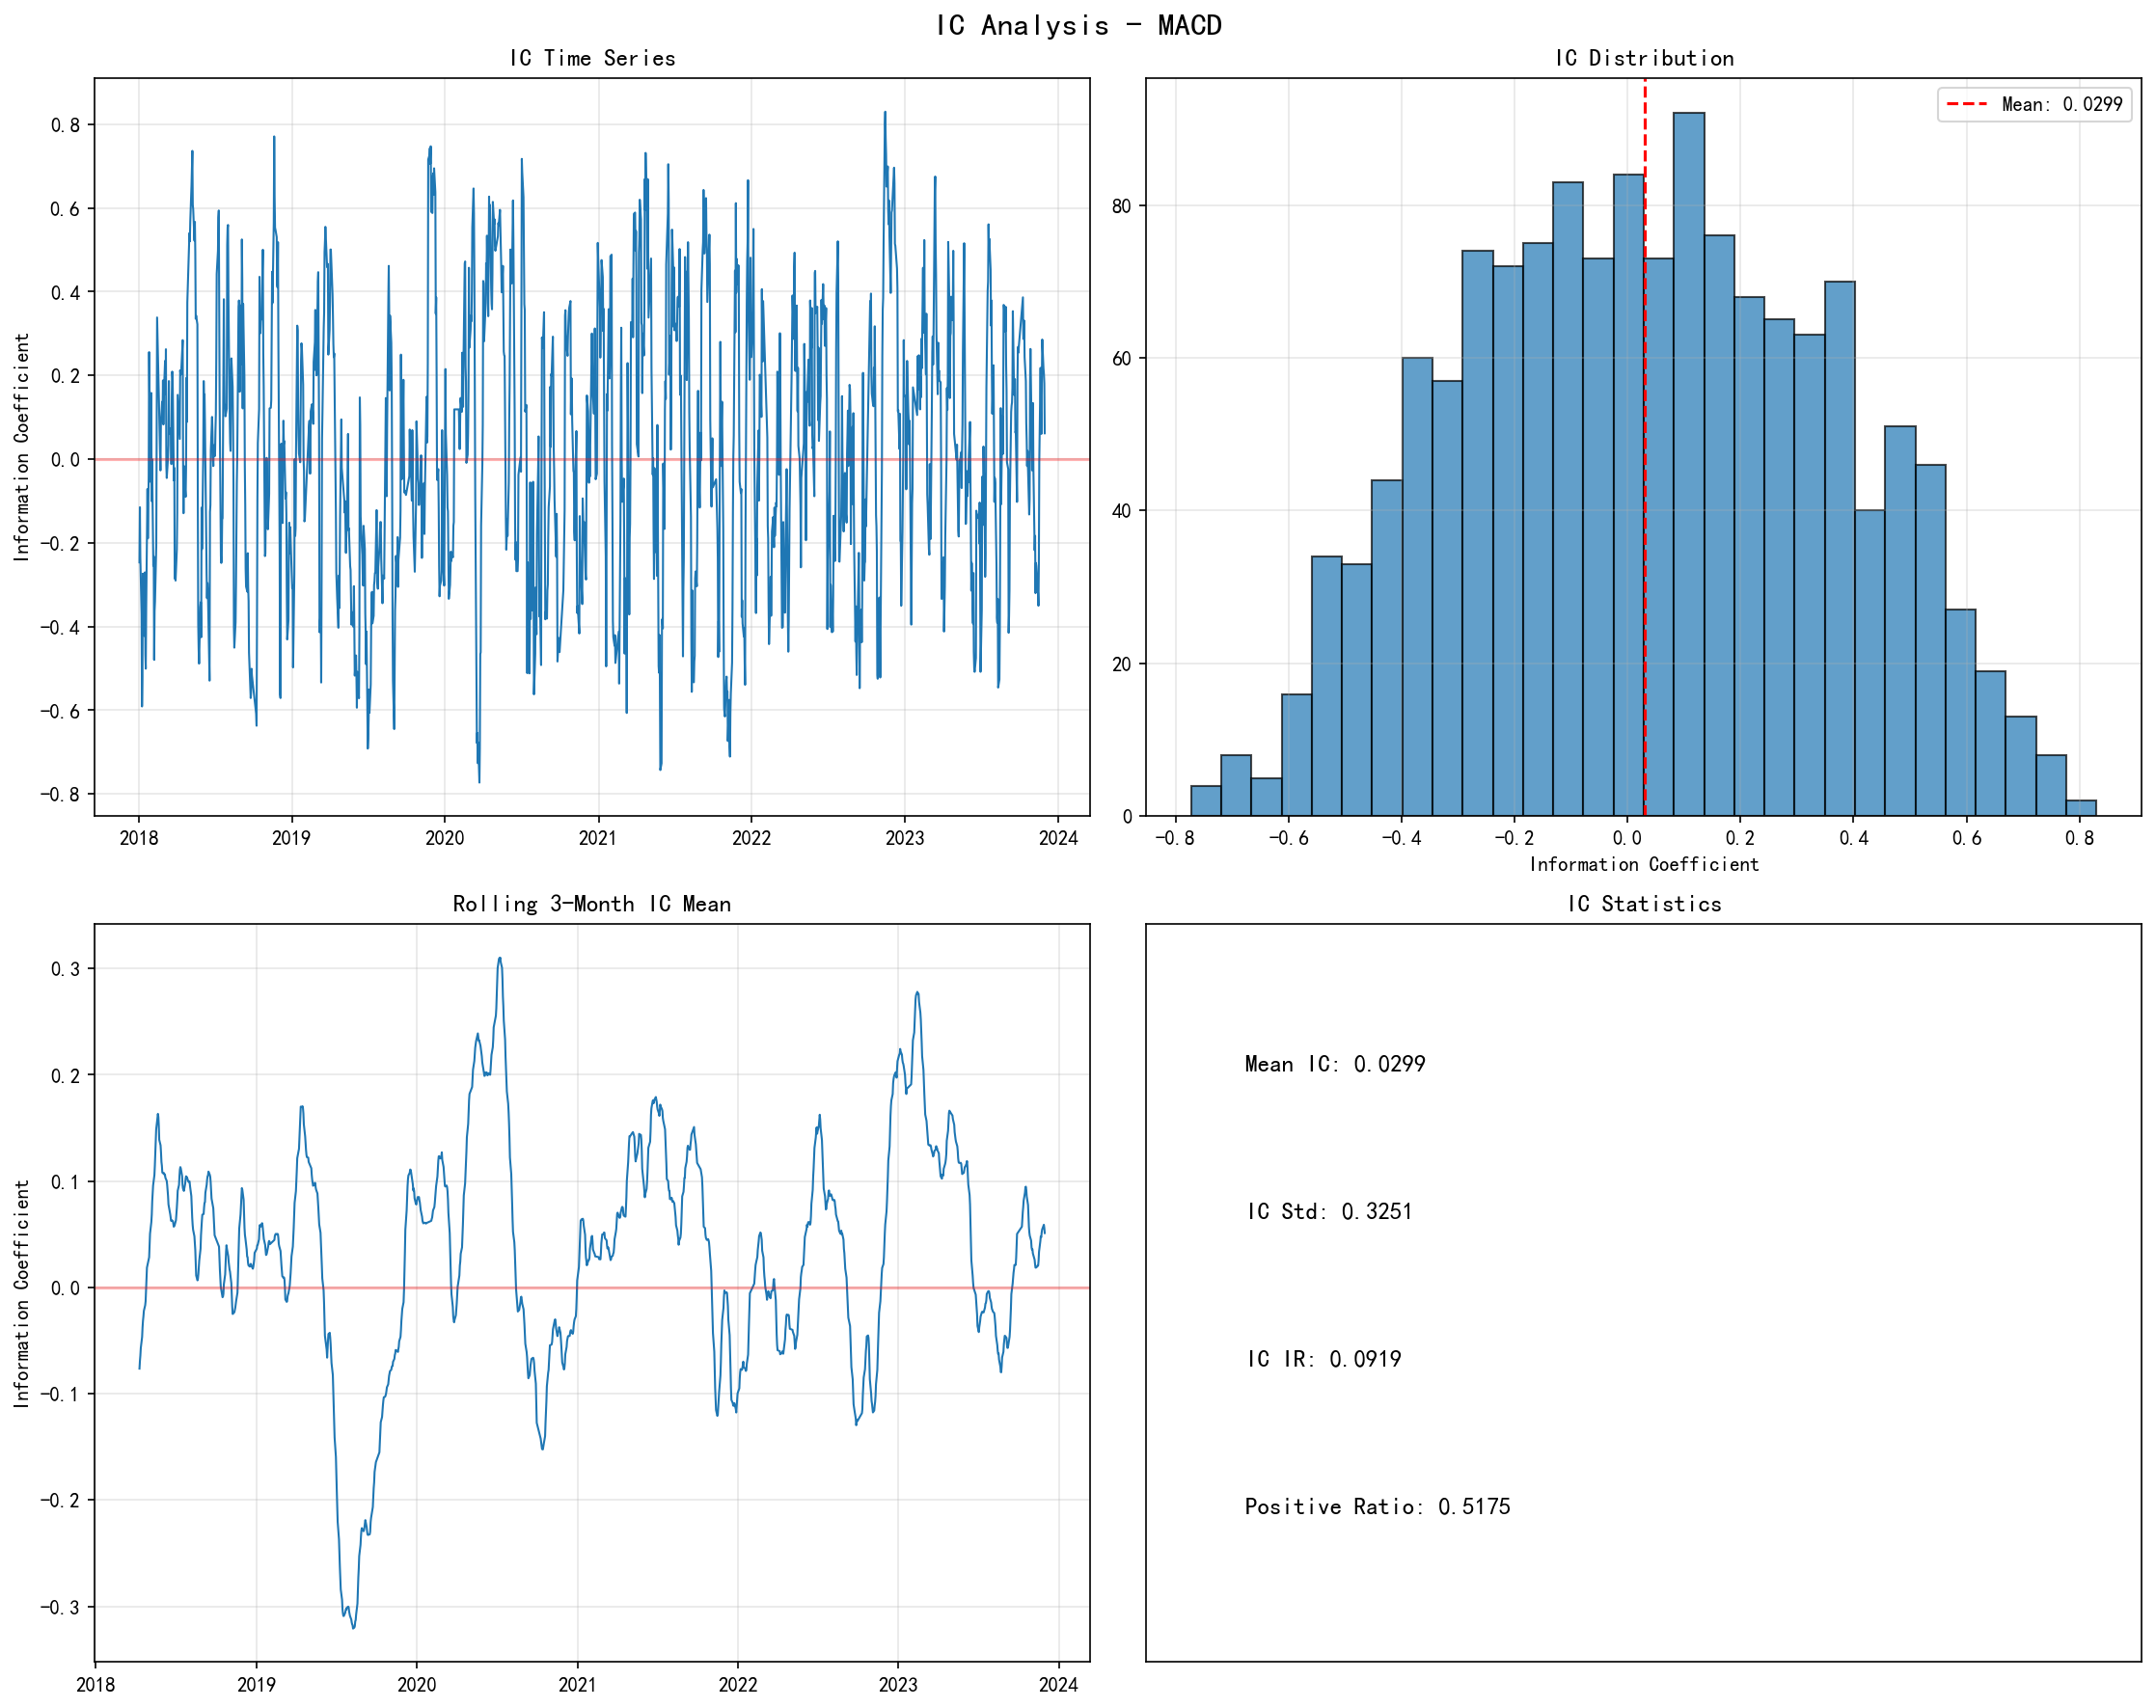 IC Analysis - MACD
IC Time Series
Information Coefficient
0.8
0.6
0.4
0.2
0.0
-0.2
-0.4
-0.6
-0.8
2018 2019 2020 2021 2022 2023 2024
IC Distribution
Mean: 0.0299
80
60
40
20
0
-0.8 -0.6 -0.4 -0.2 0.0 0.2 0.4 0.6 0.8
Information Coefficient
Rolling 3-Month IC Mean
Information Coefficient
0.3
0.2
0.1
0.0
-0.1
-0.2
-0.3
2018 2019 2020 2021 2022 2023 2024
IC Statistics
Mean IC: 0.0299
IC Std: 0.3251
IC IR: 0.0919
Positive Ratio: 0.5175